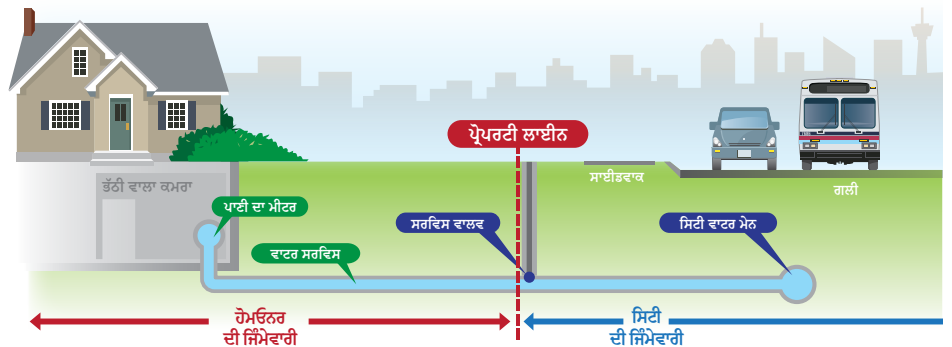 ਪ੍ਰੋਪਰਟੀ ਲਾਈਨ
ਭੱਠੀ ਵਾਲਾ ਕਮਰਾ
ਸਾਈਡਵਾਕ
ਗਲੀ
ਪਾਣੀ ਦਾ ਮੀਟਰ
ਸਰਵਿਸ ਵਾਲਵ
ਸਿਟੀ ਵਾਟਰ ਮੇਨ
ਵਾਟਰ ਸਰਵਿਸ
ਹੋਮਓਨਰ
ਦੀ ਜਿੰਮੇਵਾਰੀ
ਸਿਟੀ
ਦੀ ਜਿੰਮੇਵਾਰੀ